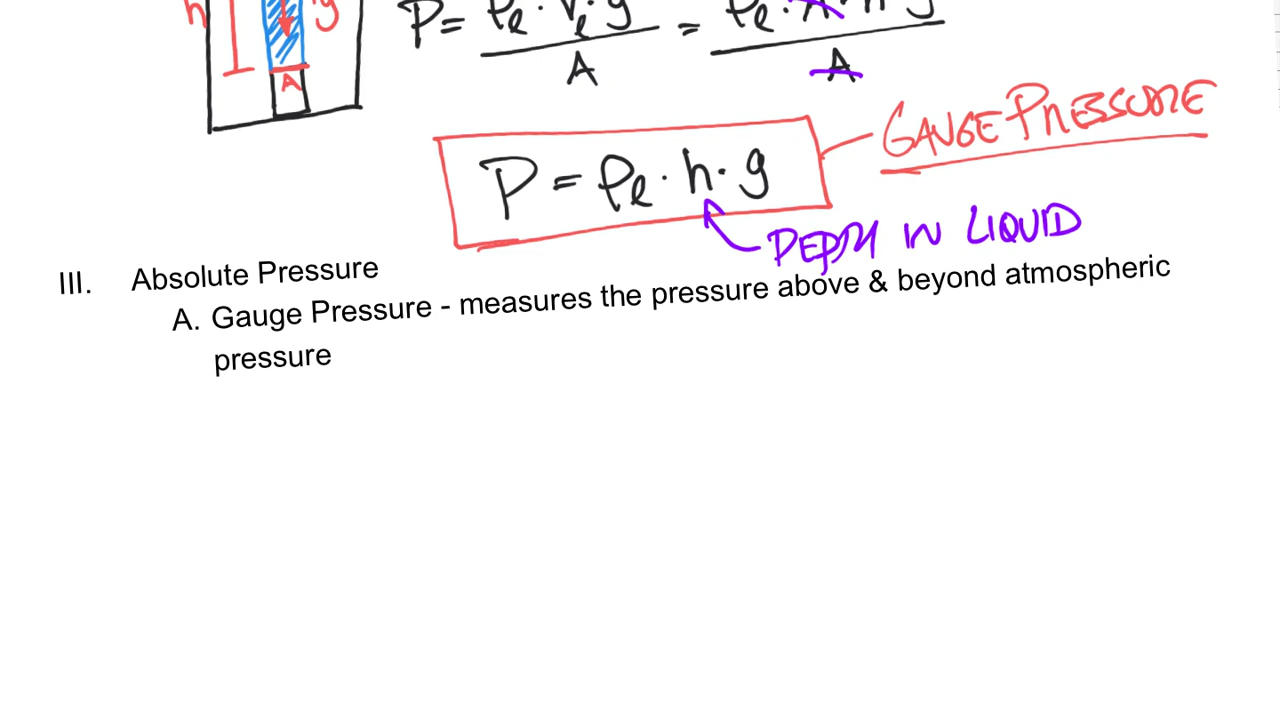 h g P = ρℓ · Vℓ · g / A = ρℓ · A · h · g / A
A
GAUGE PRESSURE
P = ρℓ · h · g
DEPTH IN LIQUID
III. Absolute Pressure
A. Gauge Pressure - measures the pressure above & beyond atmospheric
pressure